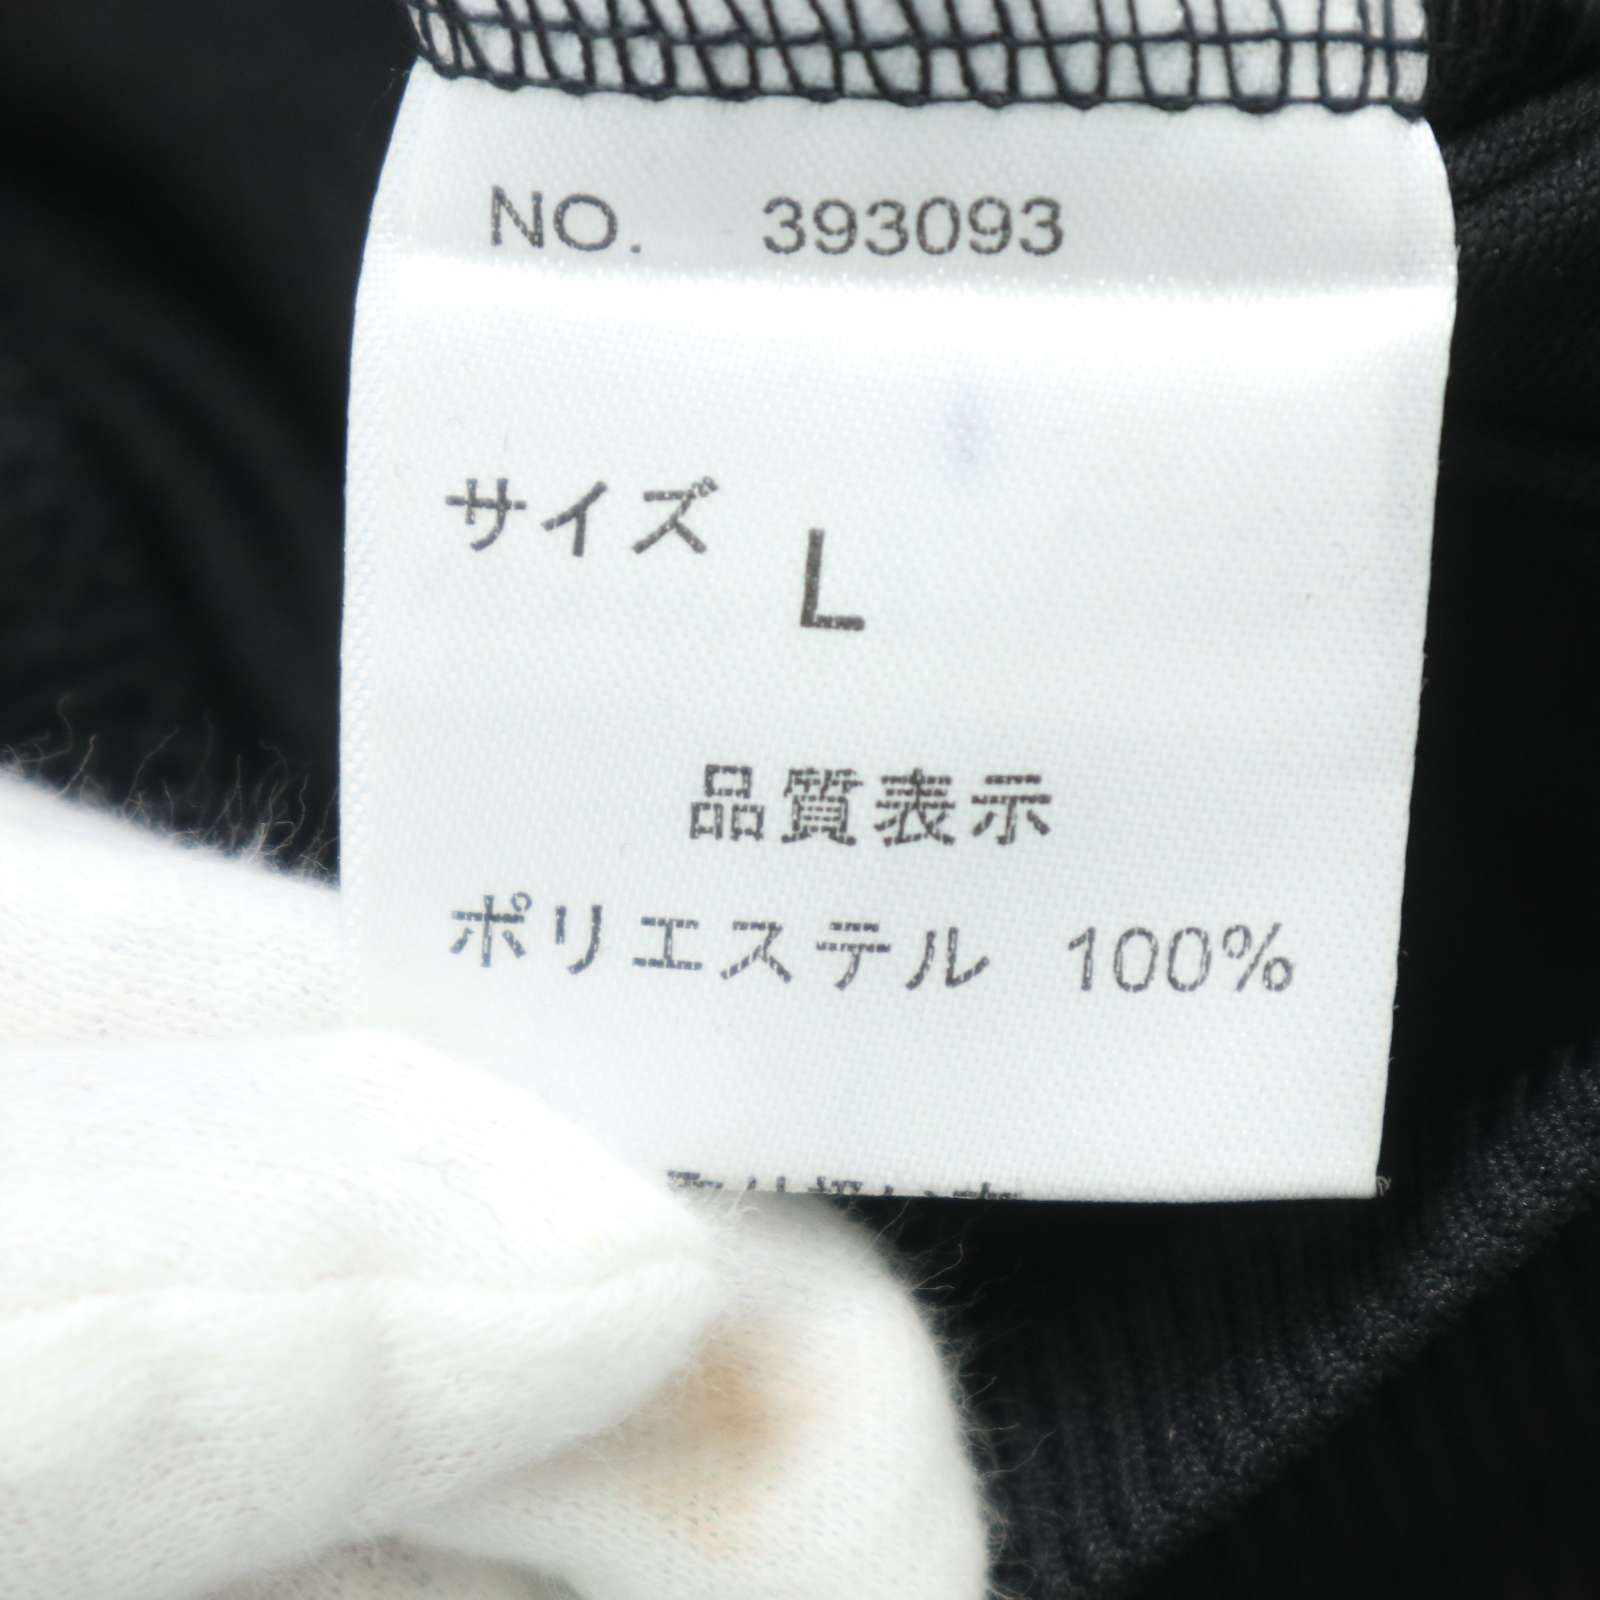 NO. 393093
サイズ L
品質表示
ポリエステル 100%